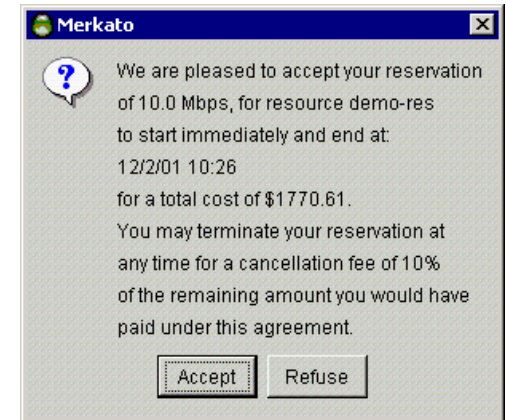 Merkato
We are pleased to accept your reservation
of 10.0 Mbps, for resource demo-res
to start immediately and end at:
12/2/01 10:26
for a total cost of $1770.61.
You may terminate your reservation at
any time for a cancellation fee of 10%
of the remaining amount you would have
paid under this agreement.
Accept Refuse